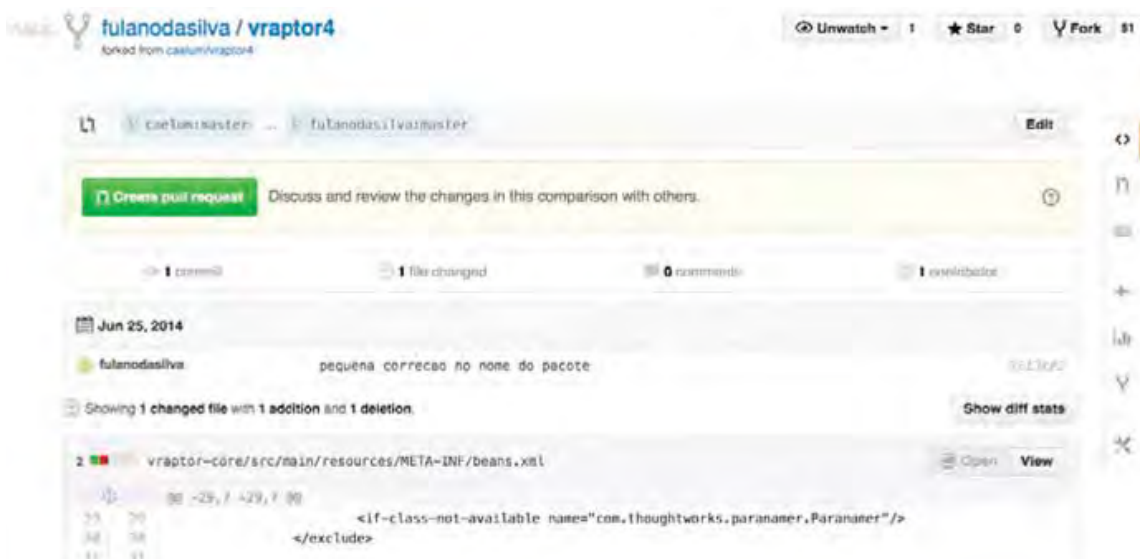 fulanodasilva / vraptor4
forked from caelum/vraptor4
Unwatch 1 Star 0 Fork 51
caelum:master ... fulanodasilva:master Edit
Create pull request Discuss and review the changes in this comparison with others.
1 commit 1 file changed 0 comments 1 contributor
Jun 25, 2014
fulanodasilva pequena correcao no nome do pacote
Showing 1 changed file with 1 addition and 1 deletion. Show diff stats
2 vraptor-core/src/main/resources/META-INF/beans.xml Open View
@@ -29,7 +29,7 @@
29 29 <if-class-not-available name="com.thoughtworks.paranamer.Paranamer"/>
30 30 </exclude>
31 31